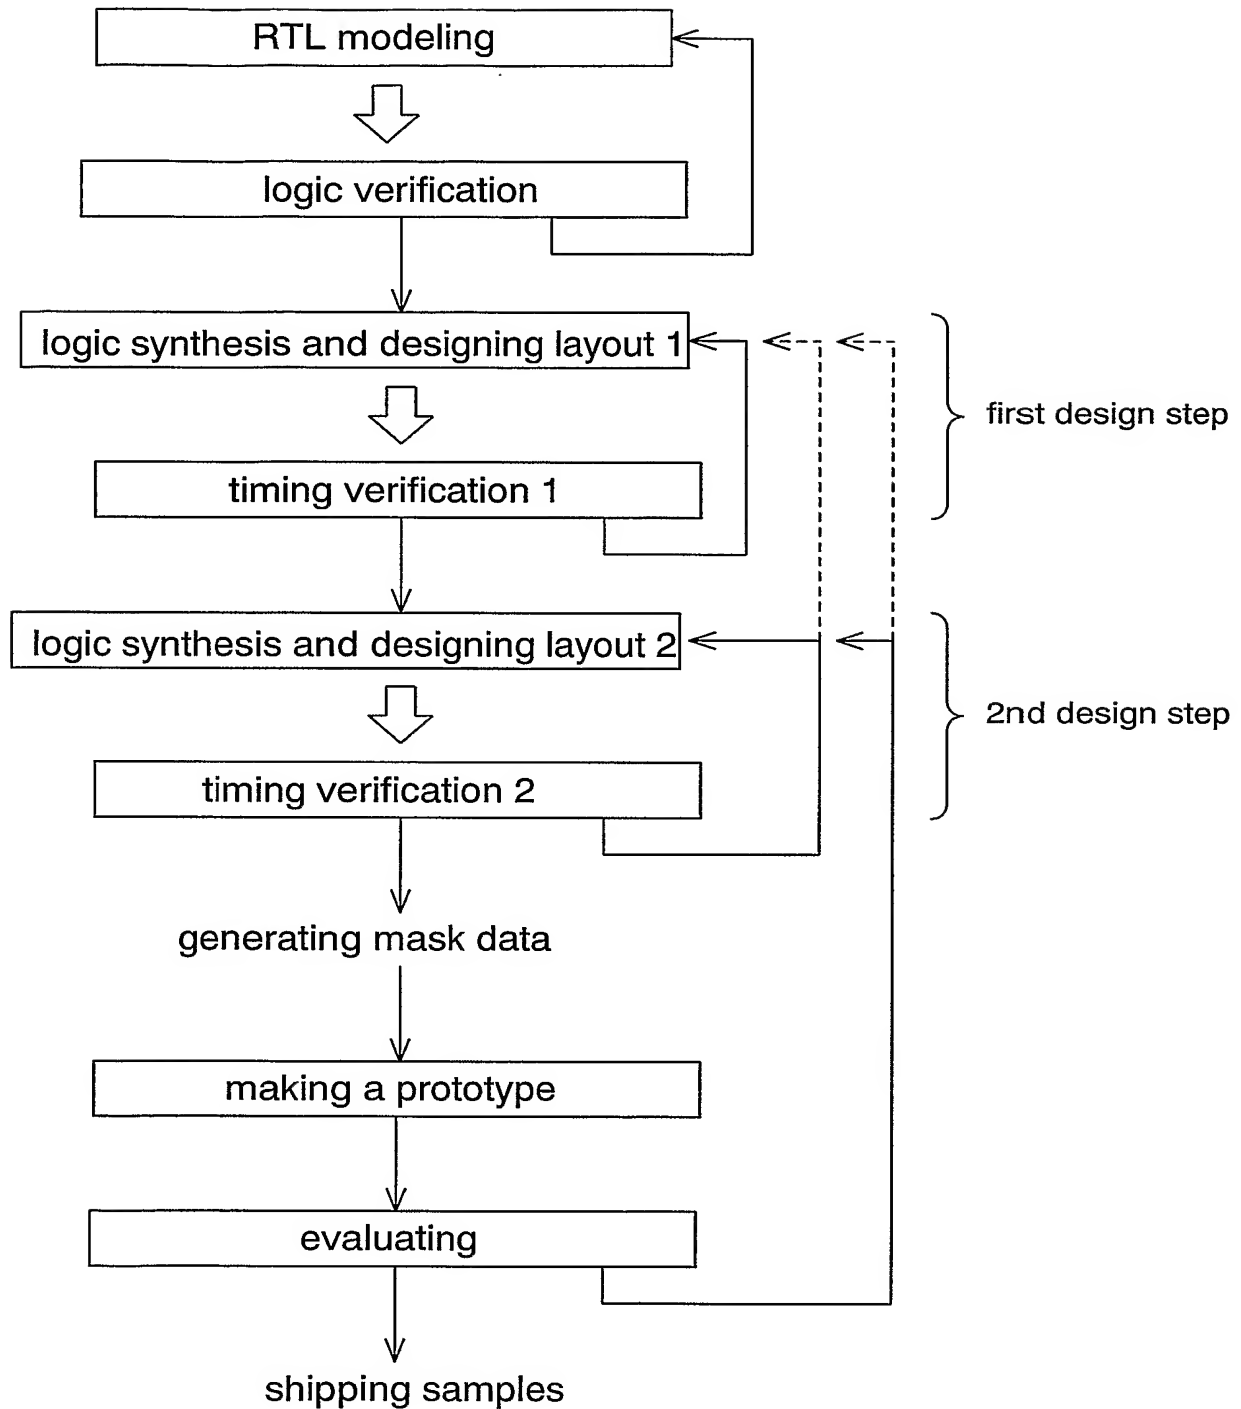 RTL modeling
logic verification
logic synthesis and designing layout 1
first design step
timing verification 1
logic synthesis and designing layout 2
2nd design step
timing verification 2
generating mask data
making a prototype
evaluating
shipping samples